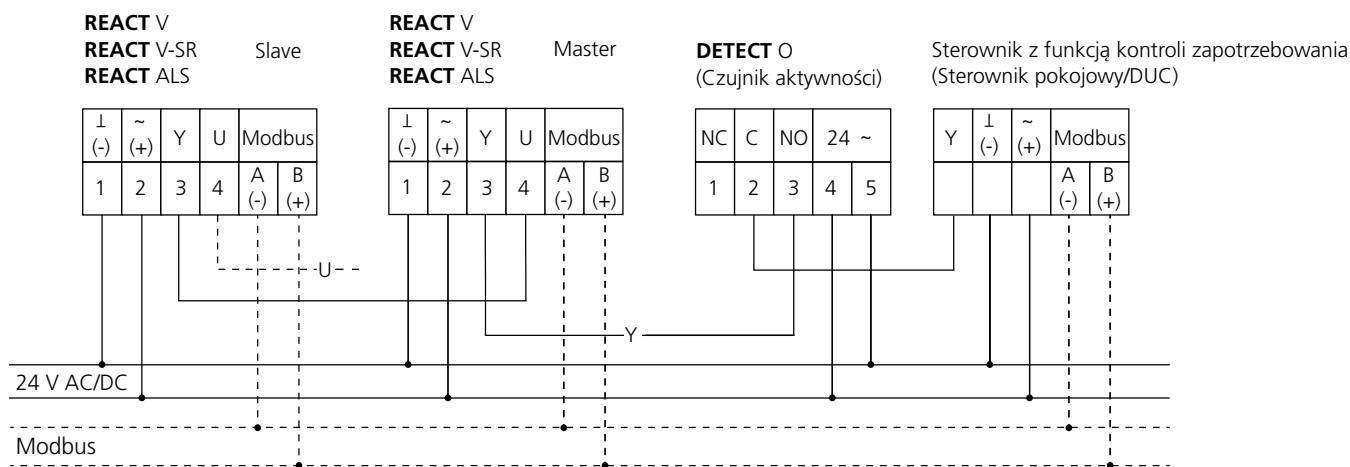 REACT V
REACT V-SR Slave
REACT ALS
⊥ ~ Y U Modbus
(-) (+)
1 2 3 4 A B
(-) (+)
REACT V
REACT V-SR Master
REACT ALS
⊥ ~ Y U Modbus
(-) (+)
1 2 3 4 A B
(-) (+)
DETECT O
(Czujnik aktywności)
NC C NO 24 ~
1 2 3 4 5
Sterownik z funkcją kontroli zapotrzebowania
(Sterownik pokojowy/DUC)
Y ⊥ ~ Modbus
(-) (+)
A B
(-) (+)
U
Y
24 V AC/DC
Modbus